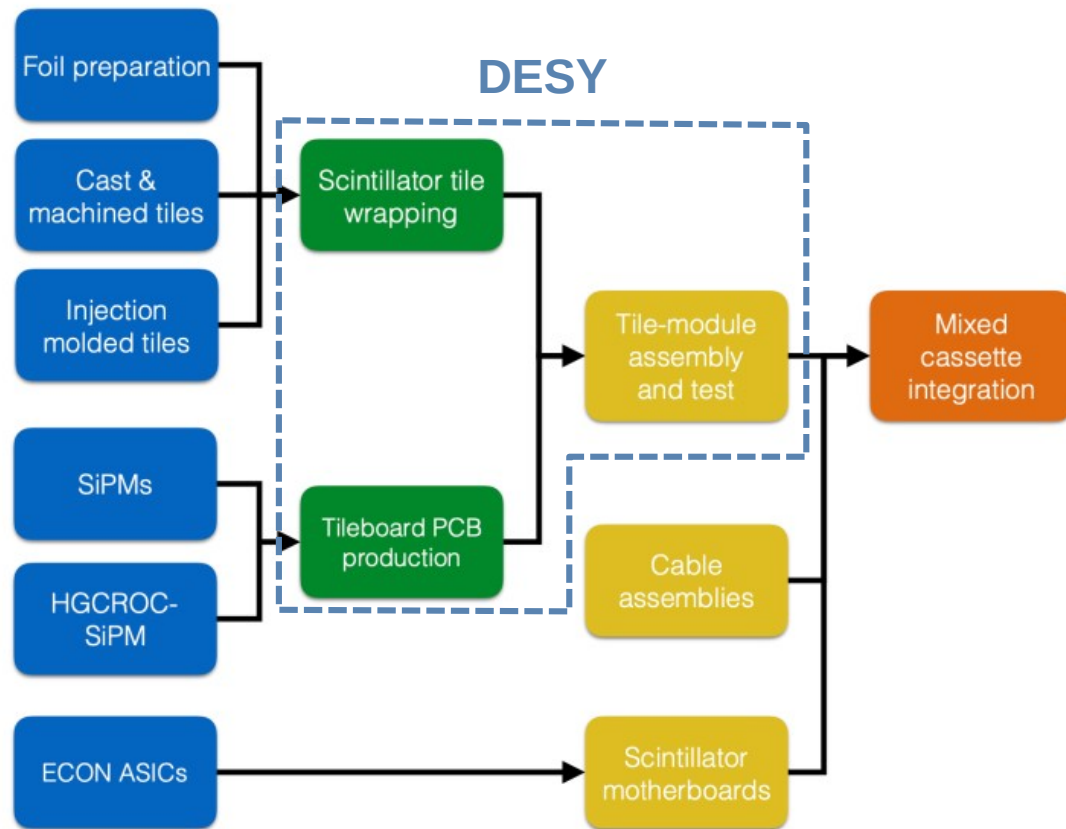 Foil preparation
DESY
Cast &
machined tiles
Scintillator tile
wrapping
Injection
molded tiles
Tile-module
assembly
and test
Mixed
cassette
integration
SiPMs
Tileboard PCB
production
HGCROC-
SiPM
Cable
assemblies
ECON ASICs
Scintillator
motherboards